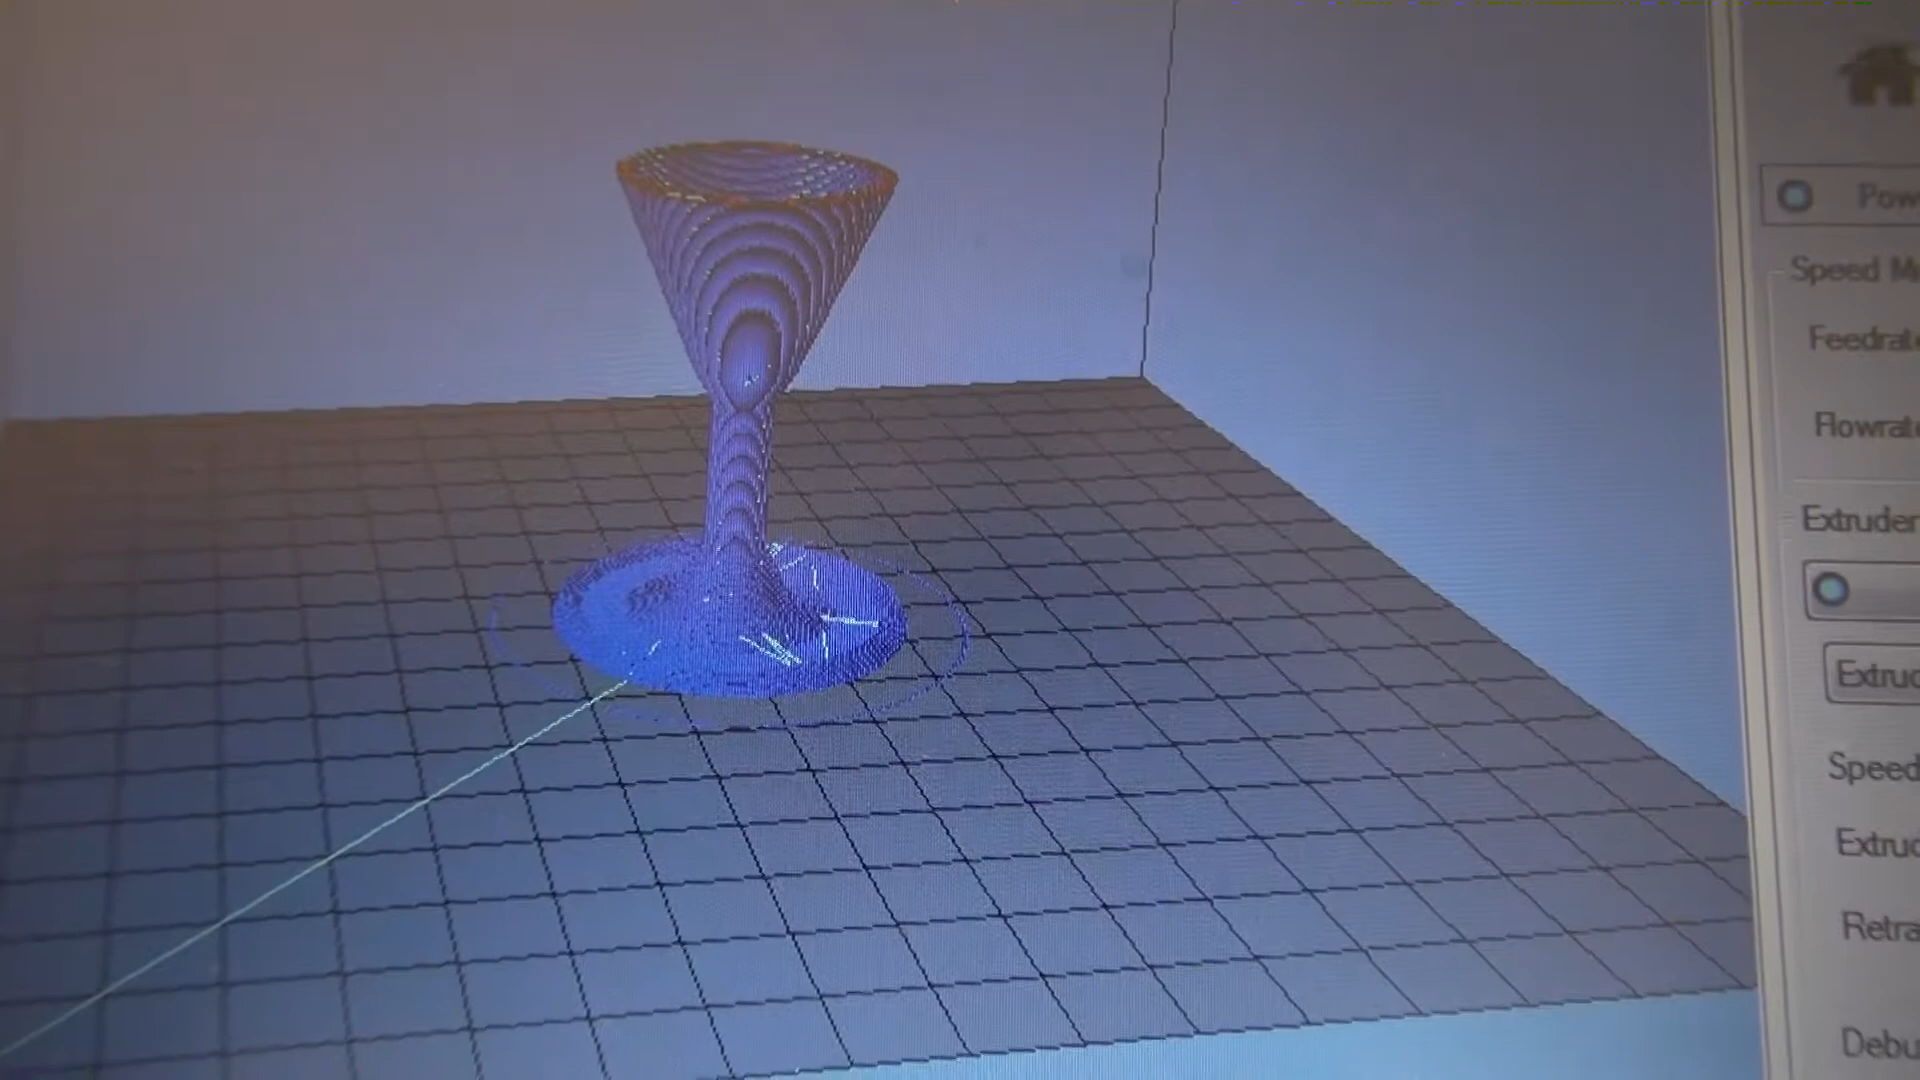 Pow
Speed M
Feedrat
Flowrat
Extruder
Extruc
Speed
Extruc
Retra
Debu